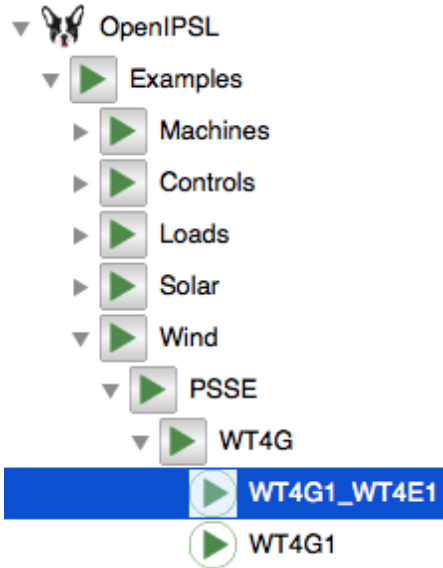 OpenIPSL
Examples
Machines
Controls
Loads
Solar
Wind
PSSE
WT4G
WT4G1_WT4E1
WT4G1